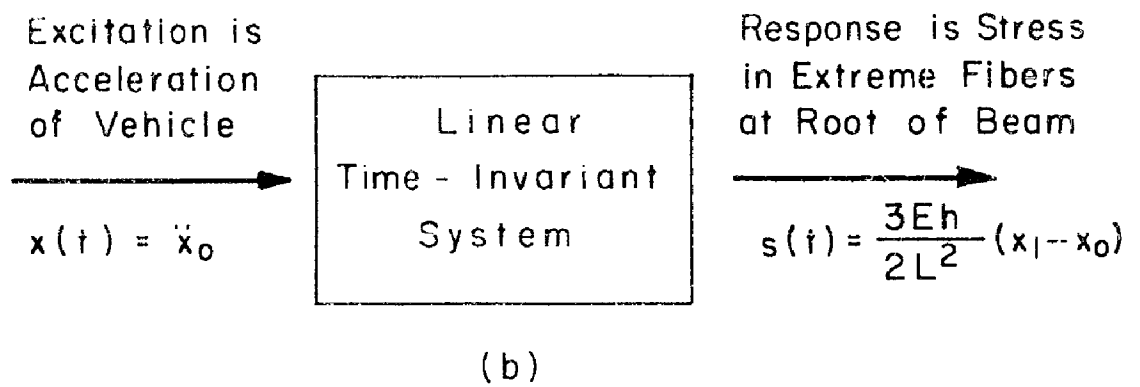 Excitation is
Acceleration
of Vehicle
x(t) = ẍ₀
Linear
Time - Invariant
System
Response is Stress
in Extreme Fibers
at Root of Beam
s(t) = 3Eh/2L² (x₁ - x₀)
(b)